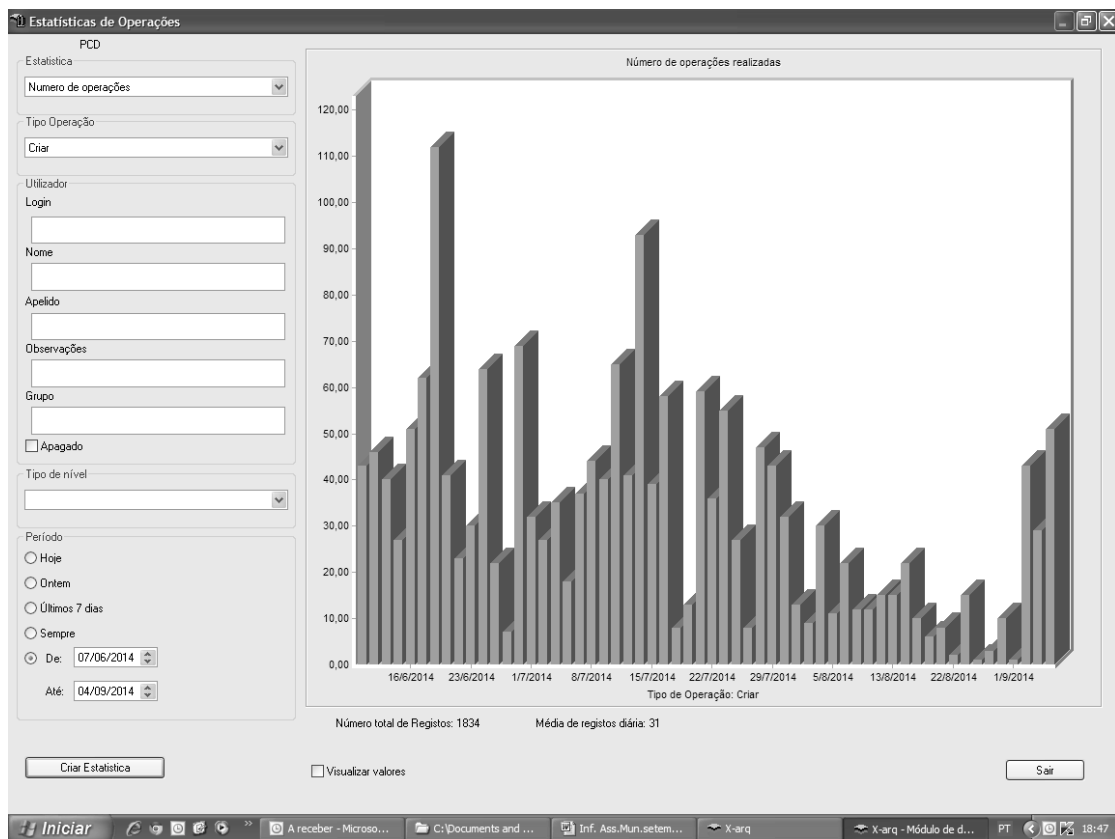 Estatísticas de Operações
PCD
Estatistica
Numero de operações
Tipo Operação
Criar
Utilizador
Login
Nome
Apelido
Observações
Grupo
Apagado
Tipo de nível
Período
Hoje
Ontem
Últimos 7 dias
Sempre
De: 07/06/2014
Até: 04/09/2014
Criar Estatistica
Número de operações realizadas
120,00
110,00
100,00
90,00
80,00
70,00
60,00
50,00
40,00
30,00
20,00
10,00
0,00
16/6/2014 23/6/2014 1/7/2014 8/7/2014 15/7/2014 22/7/2014 29/7/2014 5/8/2014 13/8/2014 22/8/2014 1/9/2014
Tipo de Operação: Criar
Número total de Registos: 1834 Média de registos diária: 31
Visualizar valores
Sair
Iniciar » A receber - Microso... C:\Documents and ... Inf. Ass.Mun.setem... X-arq X-arq - Módulo de d... PT 18:47